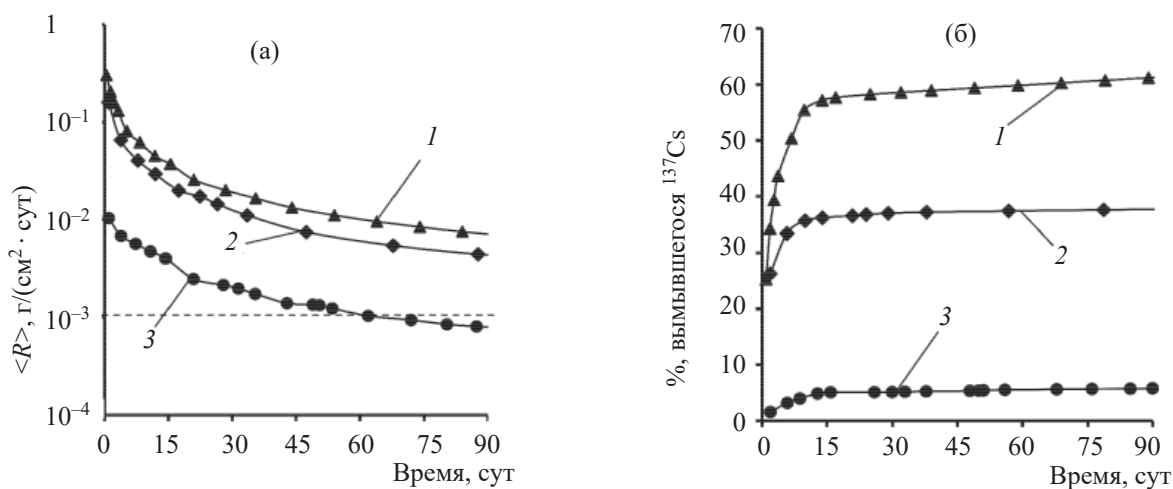 (а)
1
10⁻¹
10⁻²
10⁻³
10⁻⁴
<R>, г/(см² · сут)
1
2
3
0 15 30 45 60 75 90
Время, сут
(б)
70
60
50
40
30
20
10
0
%, вымывшегося ¹³⁷Cs
1
2
3
0 15 30 45 60 75 90
Время, сут